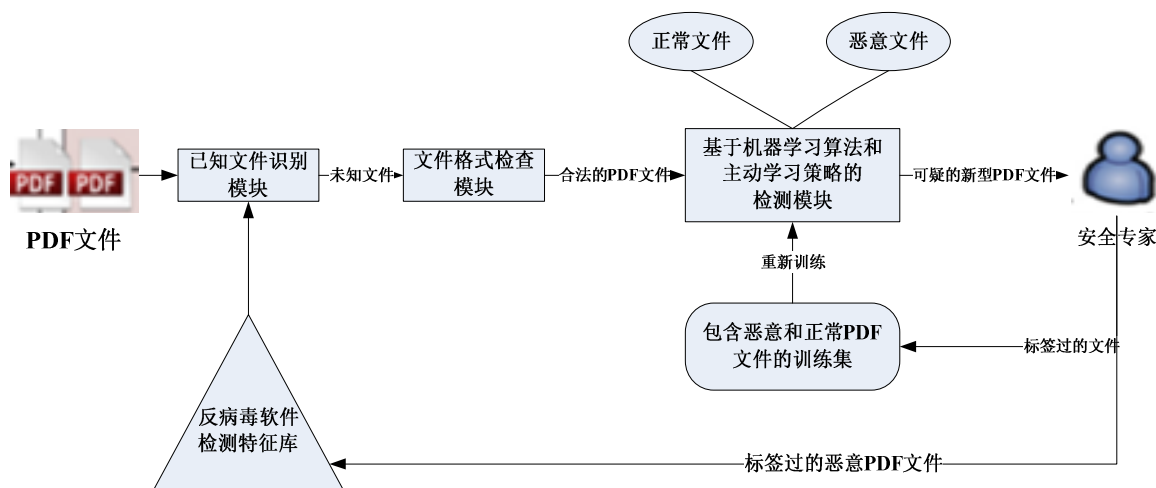 正常文件
恶意文件
PDF
PDF
PDF文件
已知文件识别
模块
未知文件
文件格式检查
模块
合法的PDF文件
基于机器学习算法和
主动学习策略的
检测模块
可疑的新型PDF文件
安全专家
重新训练
包含恶意和正常PDF
文件的训练集
标签过的文件
反病毒软件
检测特征库
标签过的恶意PDF文件